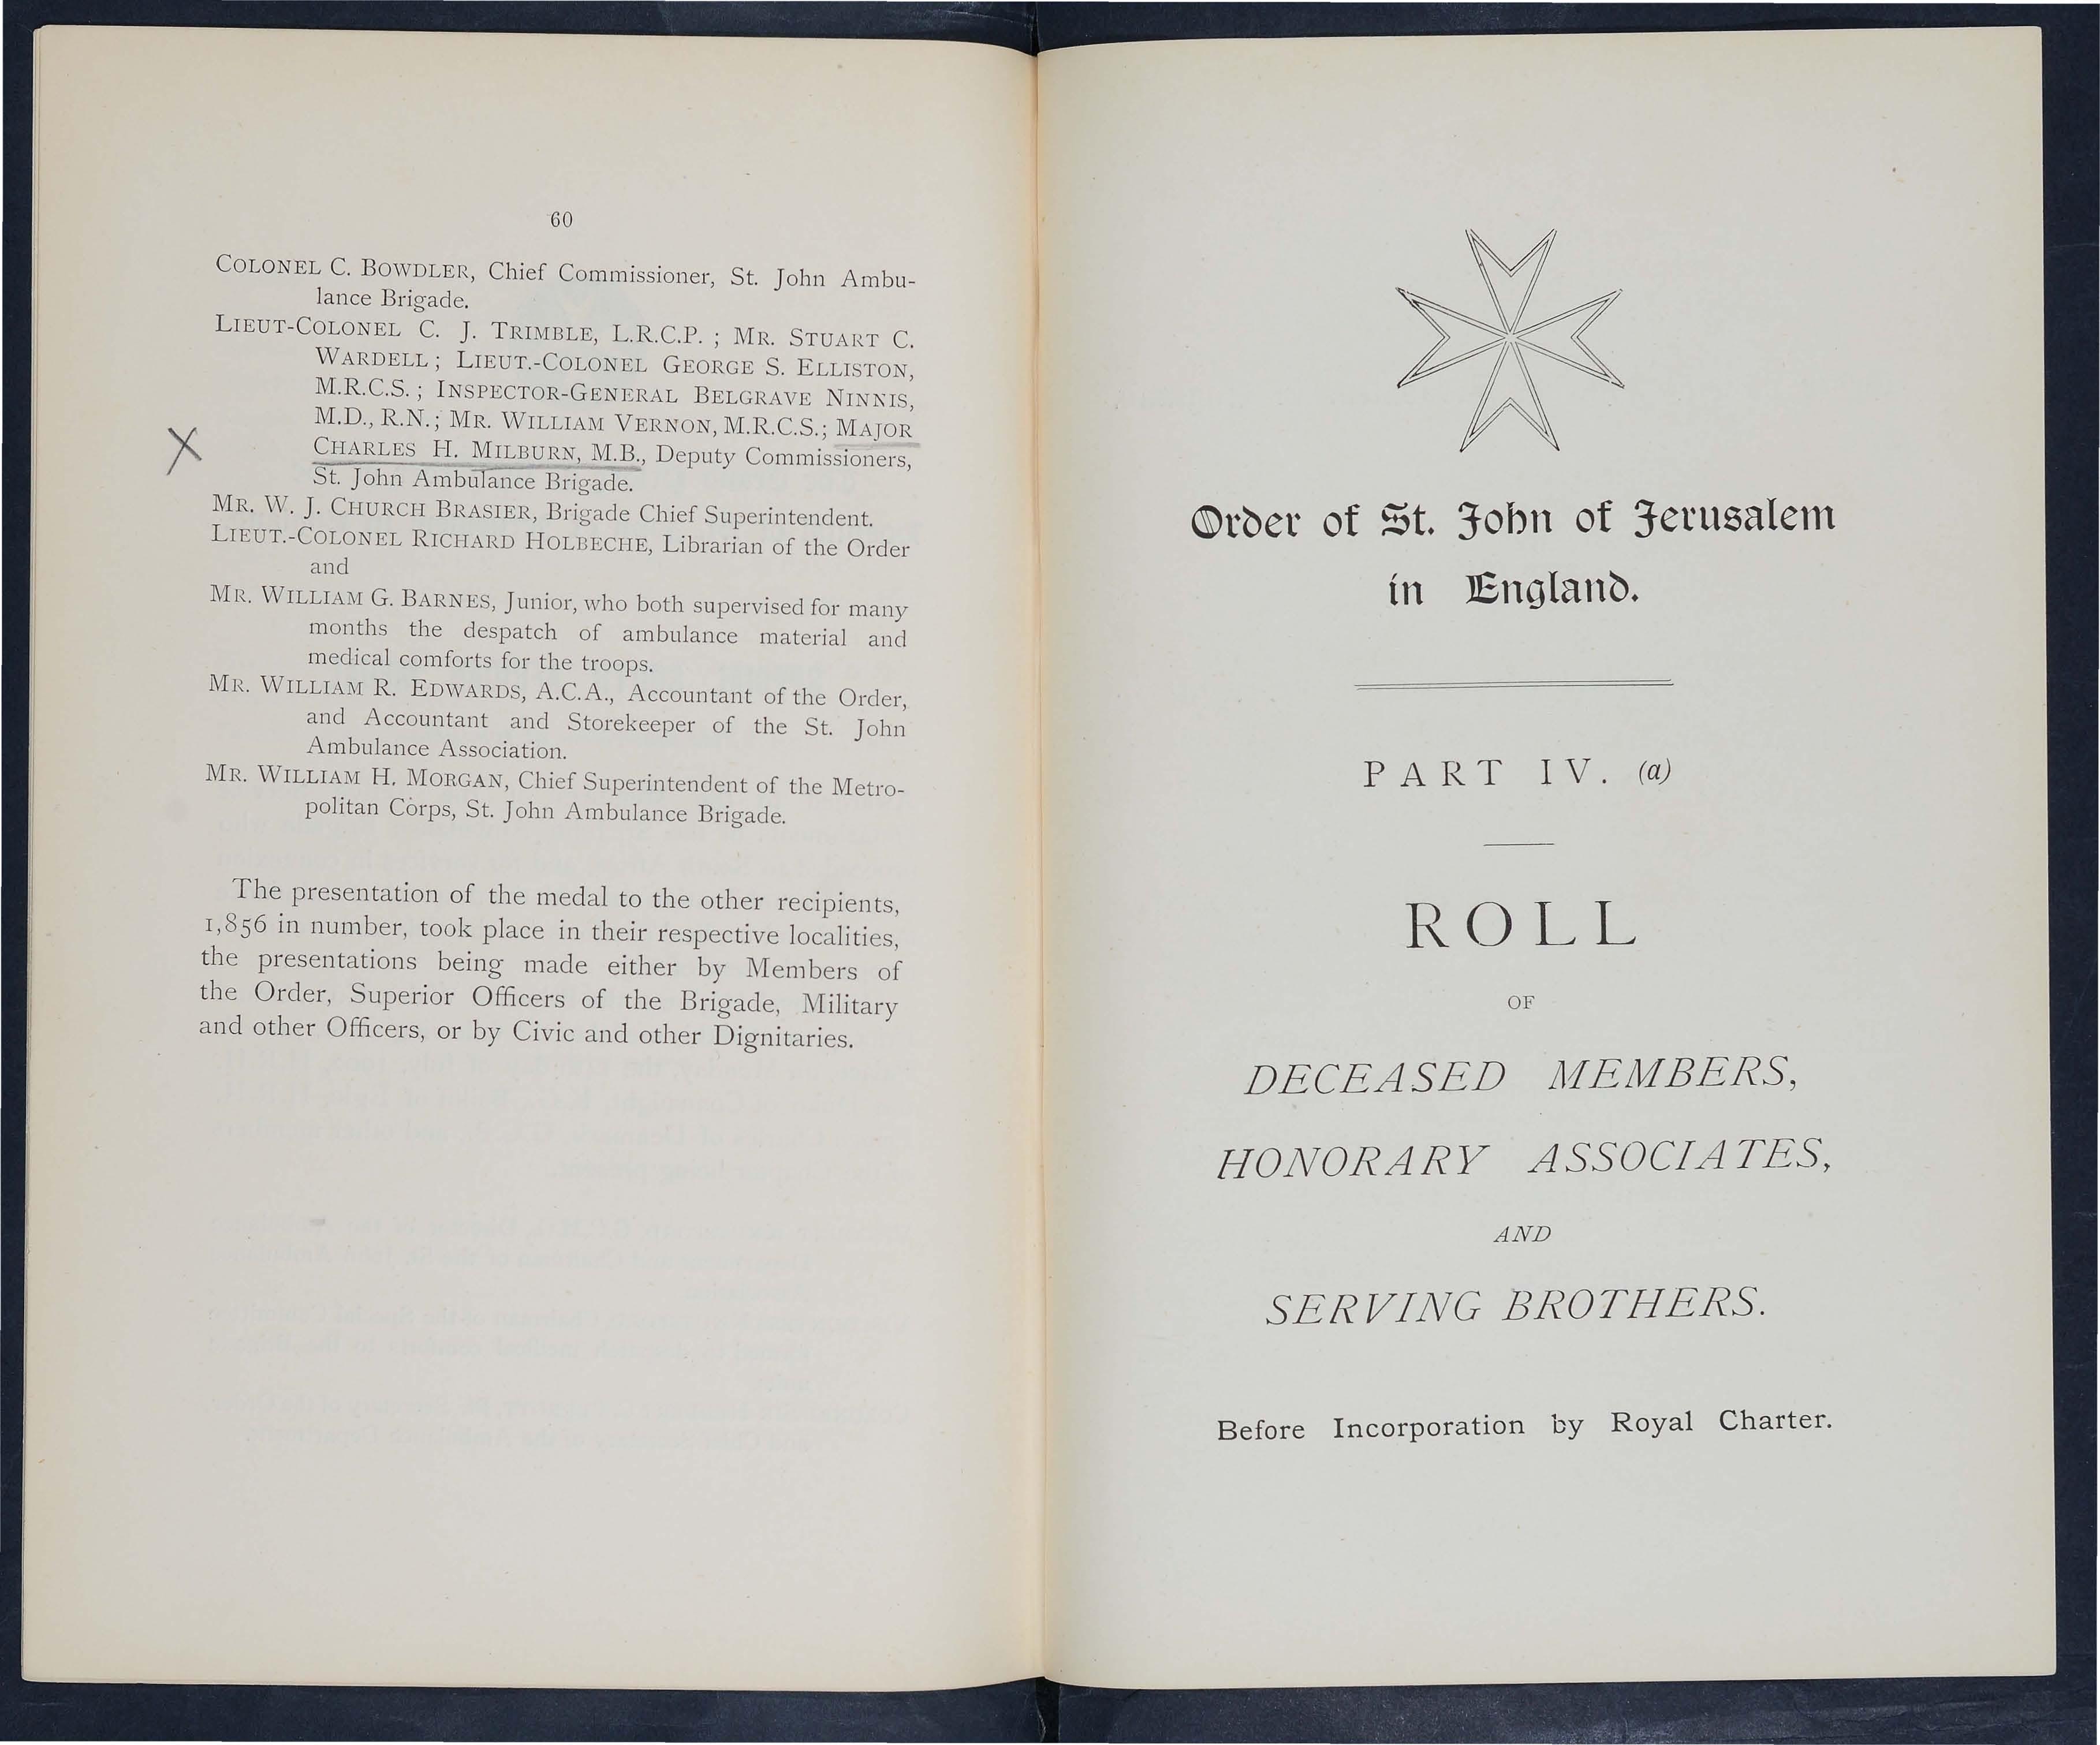 60
COLONEL C. BOWDLER, Chief Commissioner, St. John Ambu-
lance Brigade.
LIEUT-COLONEL C. J. TRIMBLE, L.R.C.P. ; MR. STUART C.
WARDELL ; LIEUT.-COLONEL GEORGE S. ELLISTON,
M.R.C.S. ; INSPECTOR-GENERAL BELGRAVE NINNIS,
M.D., R.N. ; MR. WILLIAM VERNON, M.R.C.S.; MAJOR
CHARLES H. MILBURN, M.B., Deputy Commissioners,
St. John Ambulance Brigade.
MR. W. J. CHURCH BRASIER, Brigade Chief Superintendent.
LIEUT.-COLONEL RICHARD HOLBECHE, Librarian of the Order
and
MR. WILLIAM G. BARNES, Junior, who both supervised for many
months the despatch of ambulance material and
medical comforts for the troops.
MR. WILLIAM R. EDWARDS, A.C.A., Accountant of the Order,
and Accountant and Storekeeper of the St. John
Ambulance Association.
MR. WILLIAM H. MORGAN, Chief Superintendent of the Metro-
politan Corps, St. John Ambulance Brigade.
The presentation of the medal to the other recipients,
1,856 in number, took place in their respective localities,
the presentations being made either by Members of
the Order, Superior Officers of the Brigade, Military
and other Officers, or by Civic and other Dignitaries.
Order of St. John of Jerusalem
in England.
PART IV. (a)
ROLL
OF
DECEASED MEMBERS,
HONORARY ASSOCIATES,
AND
SERVING BROTHERS.
Before Incorporation by Royal Charter.